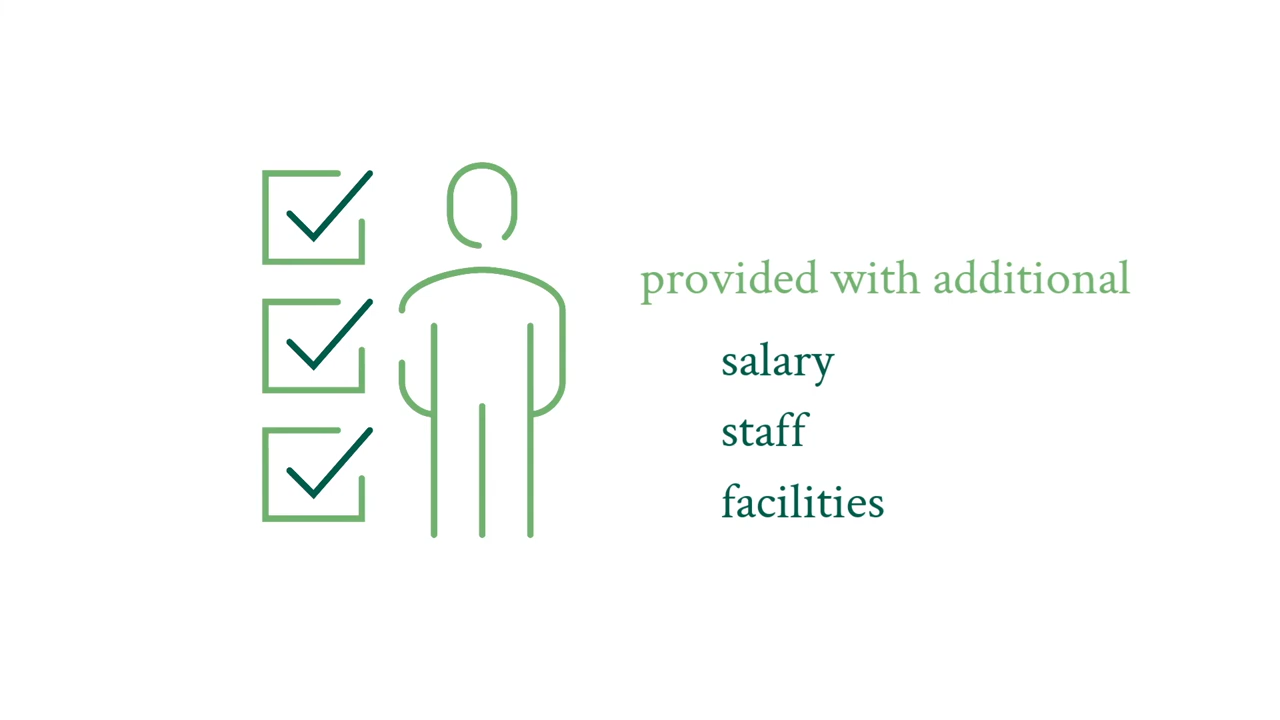 provided with additional
salary
staff
facilities